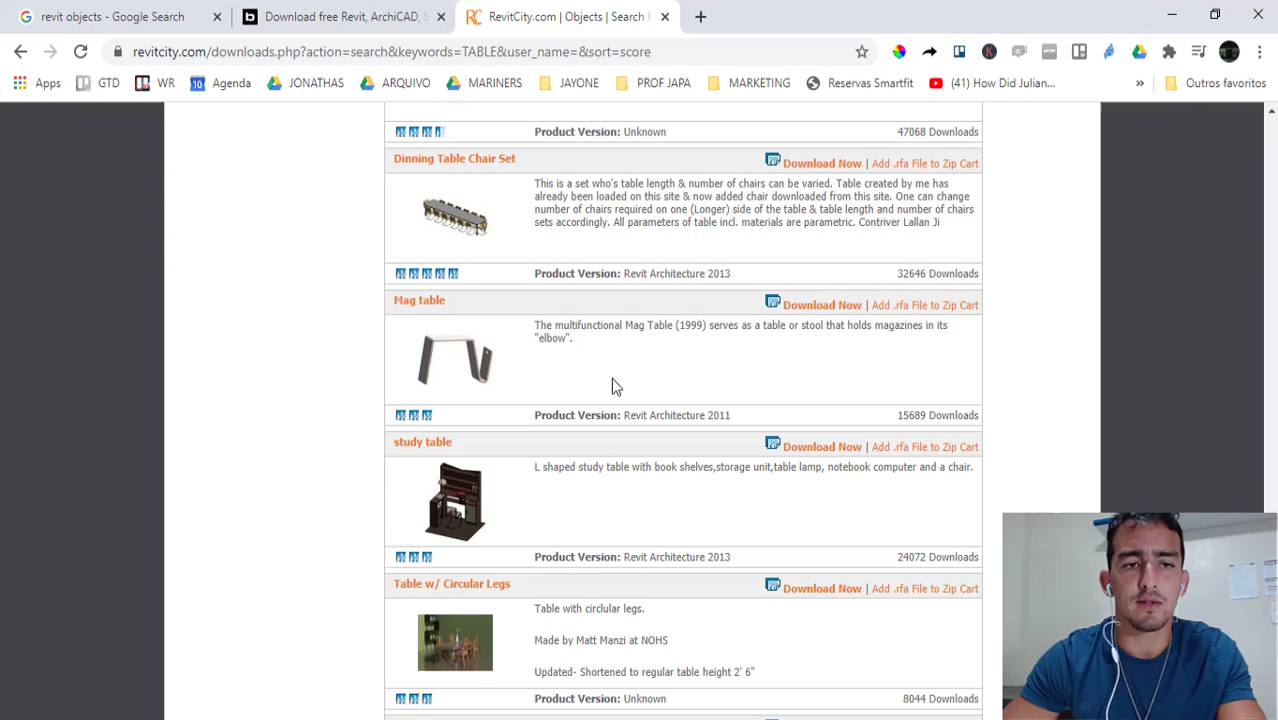 revit objects - Google Search
Download free Revit, ArchiCAD, S
RevitCity.com | Objects | Search R
revitcity.com/downloads.php?action=search&keywords=TABLE&user_name=&sort=score
Apps GTD WR Agenda JONATHAS ARQUIVO MARINERS JAYONE PROF JAPA MARKETING Reservas Smartfit (41) How Did Julian... » Outros favoritos
Product Version: Unknown 47068 Downloads
Dinning Table Chair Set Download Now | Add .rfa File to Zip Cart
This is a set who's table length & number of chairs can be varied. Table created by me has
already been loaded on this site & now added chair downloaded from this site. One can change
number of chairs required on one (Longer) side of the table & table length and number of chairs
sets accordingly. All parameters of table incl. materials are parametric. Contriver Lallan Ji
Product Version: Revit Architecture 2013 32646 Downloads
Mag table Download Now | Add .rfa File to Zip Cart
The multifunctional Mag Table (1999) serves as a table or stool that holds magazines in its
"elbow".
Product Version: Revit Architecture 2011 15689 Downloads
study table Download Now | Add .rfa File to Zip Cart
L shaped study table with book shelves,storage unit,table lamp, notebook computer and a chair.
Product Version: Revit Architecture 2013 24072 Downloads
Table w/ Circular Legs Download Now | Add .rfa File to Zip Cart
Table with circlular legs.
Made by Matt Manzi at NOHS
Updated- Shortened to regular table height 2' 6"
Product Version: Unknown 8044 Downloads